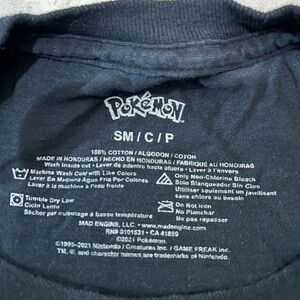 POKéMON
SM / C / P
100% COTTON / ALGODON / COTON
MADE IN HONDURAS / HECHO EN HONDURAS / FABRIQUÉ AU HONDURAS
Wash Inside out • Lavar de adentro hacia afuera • Laver à l'envers
Machine Wash Cold with Like Colors
Lavar En Maquina Agua Fria Por Colores
Laver à la machine à l'eau froide
Only Non-Chlorine Bleach
Sólo Blanqueador Sin Cloro
Utiliser seulement un
javellisant sans chlore
Tumble Dry Low
Ciclo Lento
Sécher par culbutage à basse température
Do Not Iron
No Planchar
Ne pas repasser
MAD ENGINE, LLC. • www.madengine.com
RN# 0101631 • CA 41859
©2021 Pokémon.
©1995-2021 Nintendo / Creatures Inc. / GAME FREAK inc.
TM, ®, and character names are trademarks of Nintendo.